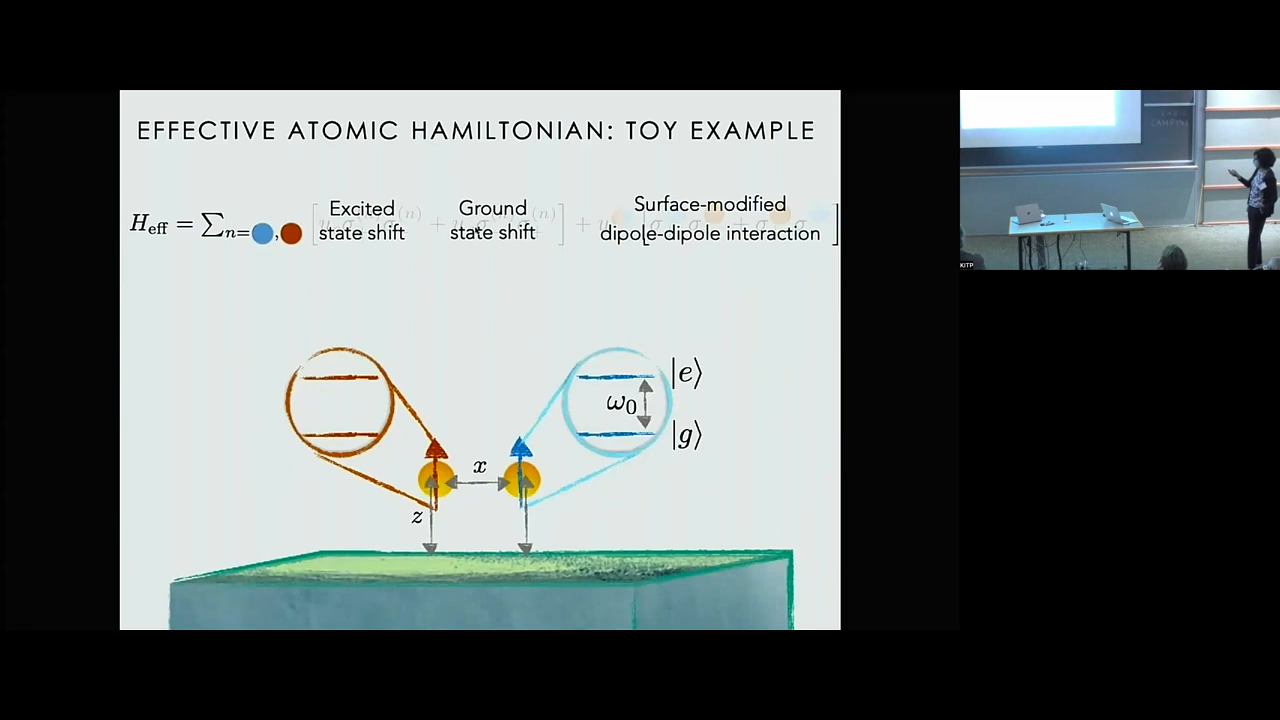 EFFECTIVE ATOMIC HAMILTONIAN: TOY EXAMPLE
Excited Ground Surface-modified
H_eff = ∑_{n= , } [ state shift + state shift ] + [ dipole-dipole interaction ]
|e⟩
ω₀
|g⟩
x
z
KITP